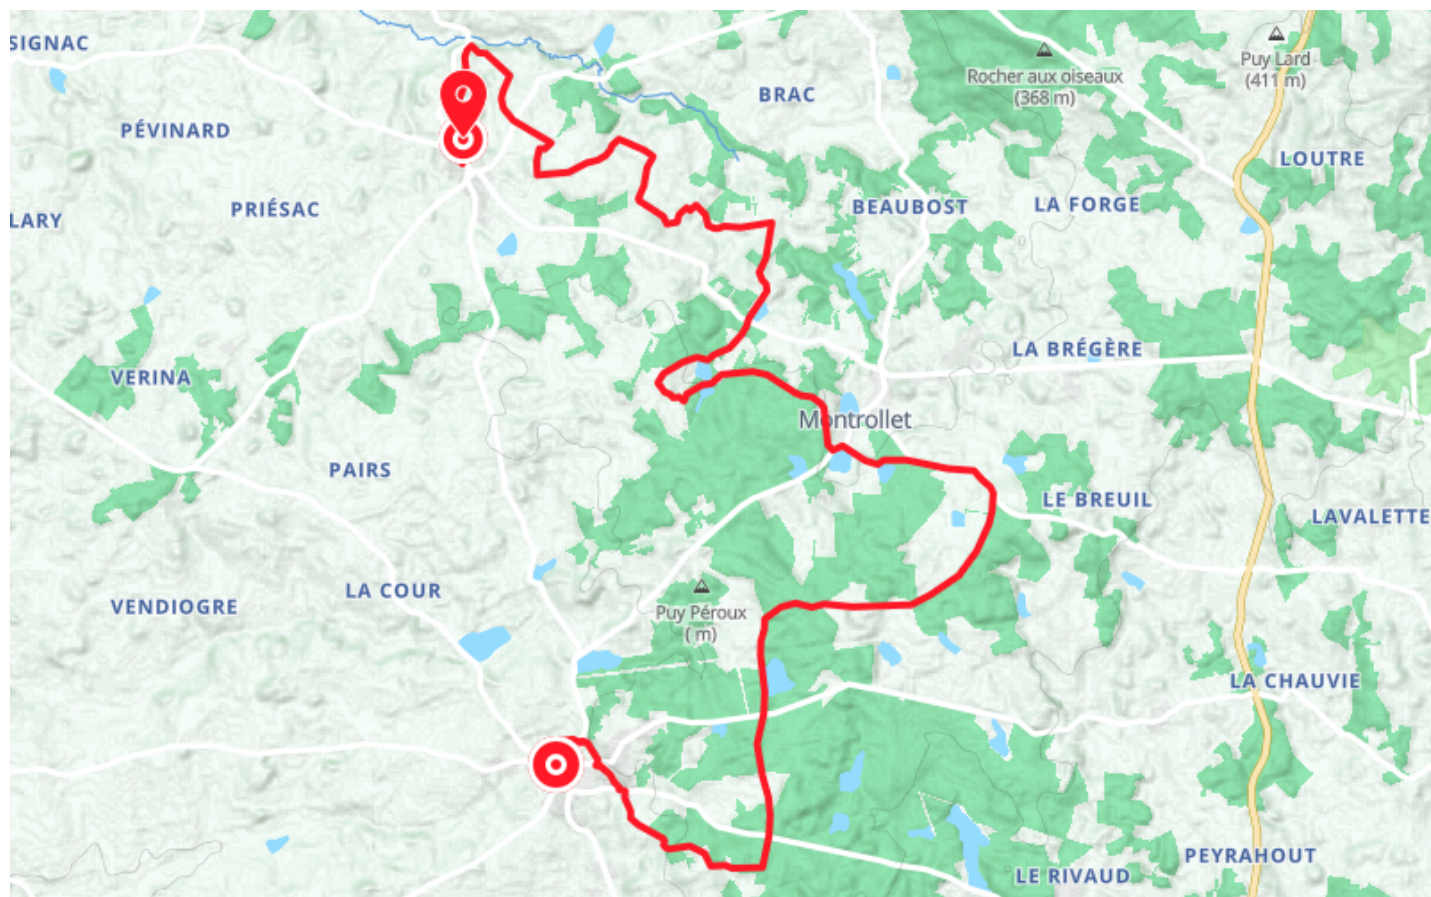 SIGNAC
Puy Lard
(411 m)
Rocher aux oiseaux
(368 m)
BRAC
PÉVINARD
LOUTRE
LARY
PRIÉSAC
BEAUBOST
LA FORGE
LA BRÉGÈRE
VERINA
Montrollet
PAIRS
LE BREUIL
LAVALETTE
LA COUR
VENDIOGRE
Puy Péroux
( m)
LA CHAUVIE
PEYRAHOUT
LE RIVAUD